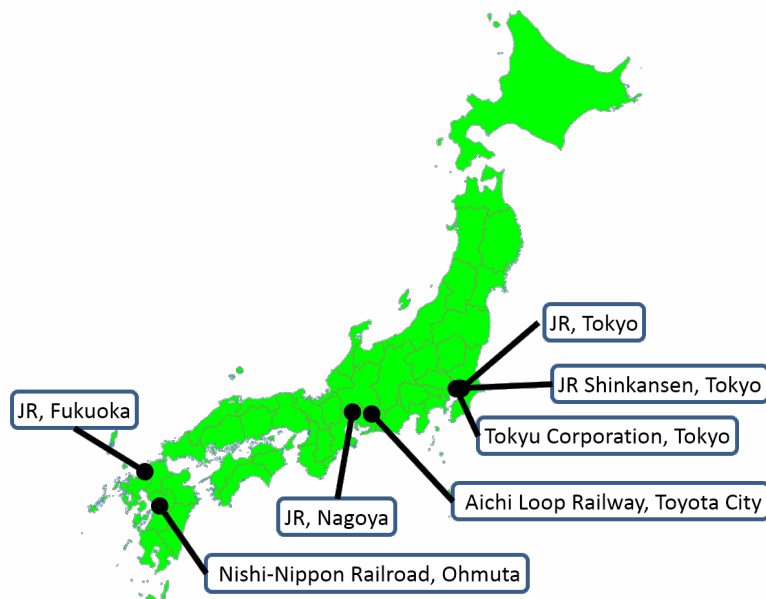 JR, Tokyo
JR Shinkansen, Tokyo
JR, Fukuoka
Tokyu Corporation, Tokyo
Aichi Loop Railway, Toyota City
JR, Nagoya
Nishi-Nippon Railroad, Ohmuta